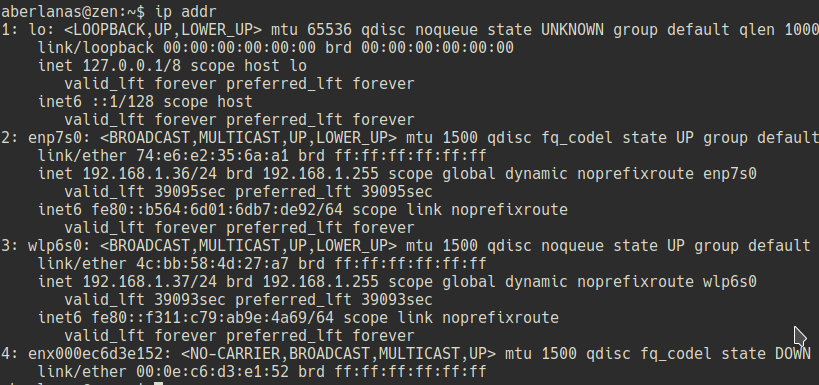 aberlanas@zen:~$ ip addr
1: lo: <LOOPBACK,UP,LOWER_UP> mtu 65536 qdisc noqueue state UNKNOWN group default qlen 1000
link/loopback 00:00:00:00:00:00 brd 00:00:00:00:00:00
inet 127.0.0.1/8 scope host lo
valid_lft forever preferred_lft forever
inet6 ::1/128 scope host
valid_lft forever preferred_lft forever
2: enp7s0: <BROADCAST,MULTICAST,UP,LOWER_UP> mtu 1500 qdisc fq_codel state UP group default
link/ether 74:e6:e2:35:6a:a1 brd ff:ff:ff:ff:ff:ff
inet 192.168.1.36/24 brd 192.168.1.255 scope global dynamic noprefixroute enp7s0
valid_lft 39095sec preferred_lft 39095sec
inet6 fe80::b564:6d01:6db7:de92/64 scope link noprefixroute
valid_lft forever preferred_lft forever
3: wlp6s0: <BROADCAST,MULTICAST,UP,LOWER_UP> mtu 1500 qdisc noqueue state UP group default
link/ether 4c:bb:58:4d:27:a7 brd ff:ff:ff:ff:ff:ff
inet 192.168.1.37/24 brd 192.168.1.255 scope global dynamic noprefixroute wlp6s0
valid_lft 39093sec preferred_lft 39093sec
inet6 fe80::f311:c79:ab9e:4a69/64 scope link noprefixroute
valid_lft forever preferred_lft forever
4: enx000ec6d3e152: <NO-CARRIER,BROADCAST,MULTICAST,UP> mtu 1500 qdisc fq_codel state DOWN
link/ether 00:0e:c6:d3:e1:52 brd ff:ff:ff:ff:ff:ff